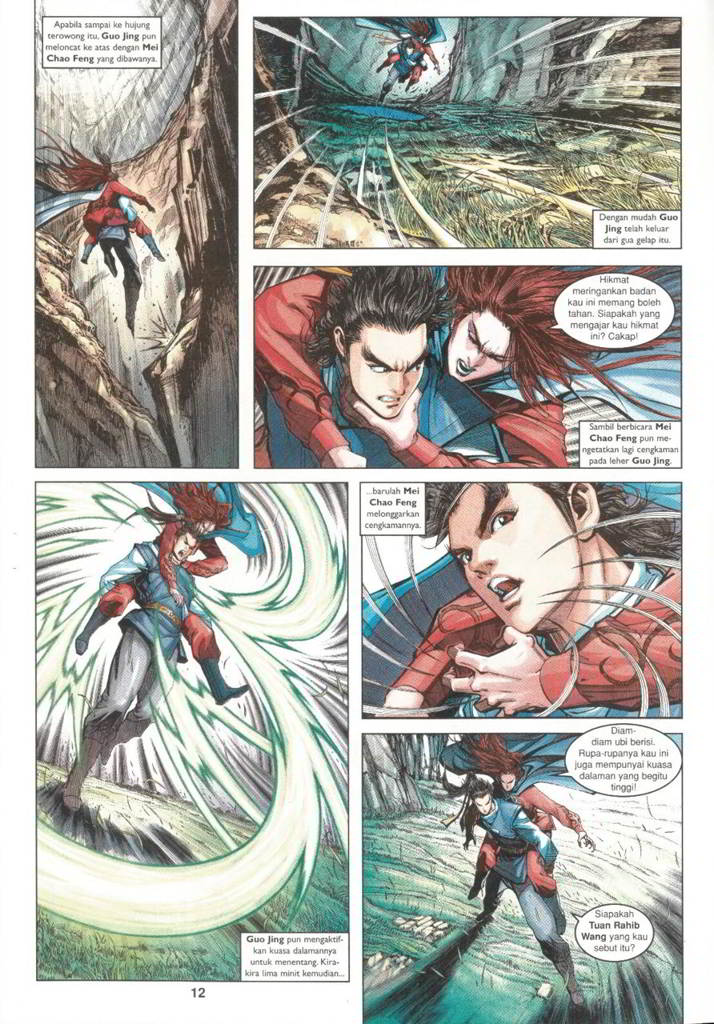 Apabila sampai ke hujung
terowong itu, Guo Jing pun
meloncat ke atas dengan Mei
Chao Feng yang dibawanya.
Dengan mudah Guo
Jing telah keluar
dari gua gelap itu.
Hikmat
meringankan badan
kau ini memang boleh
tahan. Siapakah yang
mengajar kau hikmat
ini? Cakap!
Sambil berbicara Mei
Chao Feng pun me-
ngetatkan lagi cengkaman
pada leher Guo Jing.
Guo Jing pun mengaktif-
kan kuasa dalamannya
untuk menentang. Kira-
kira lima minit kemudian...
...barulah Mei
Chao Feng
melonggarkan
cengkamannya.
Diam-
diam ubi berisi.
Rupa-rupanya kau ini
juga mempunyai kuasa
dalaman yang begitu
tinggi!
Siapakah
Tuan Rahib
Wang yang kau
sebut itu?
12